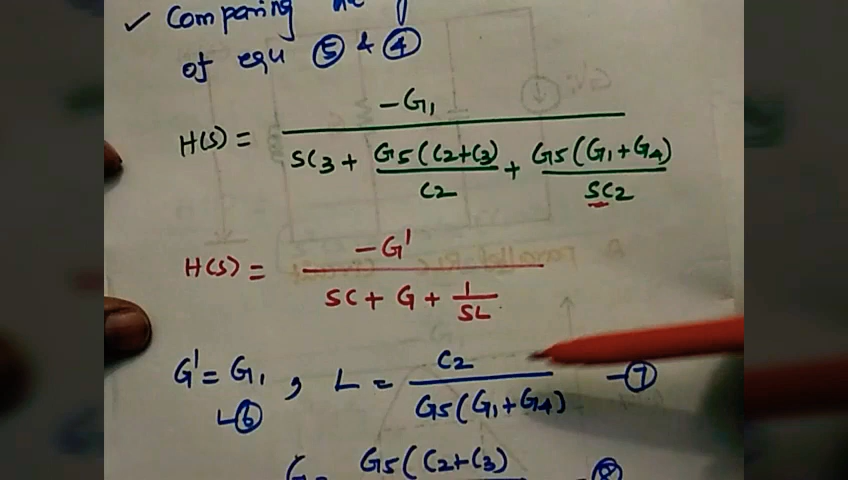 ✓ Comparing the
of equ ⑤ & ④
H(s) = -G1 / (SC3 + G5(C2+C3)/C2 + G5(G1+G4)/SC2)
H(s) = -G' / (SC + G + 1/SL)
G' = G1 -⑥ , L = C2 / G5(G1+G4) -⑦
G = G5(C2+C3) -⑧